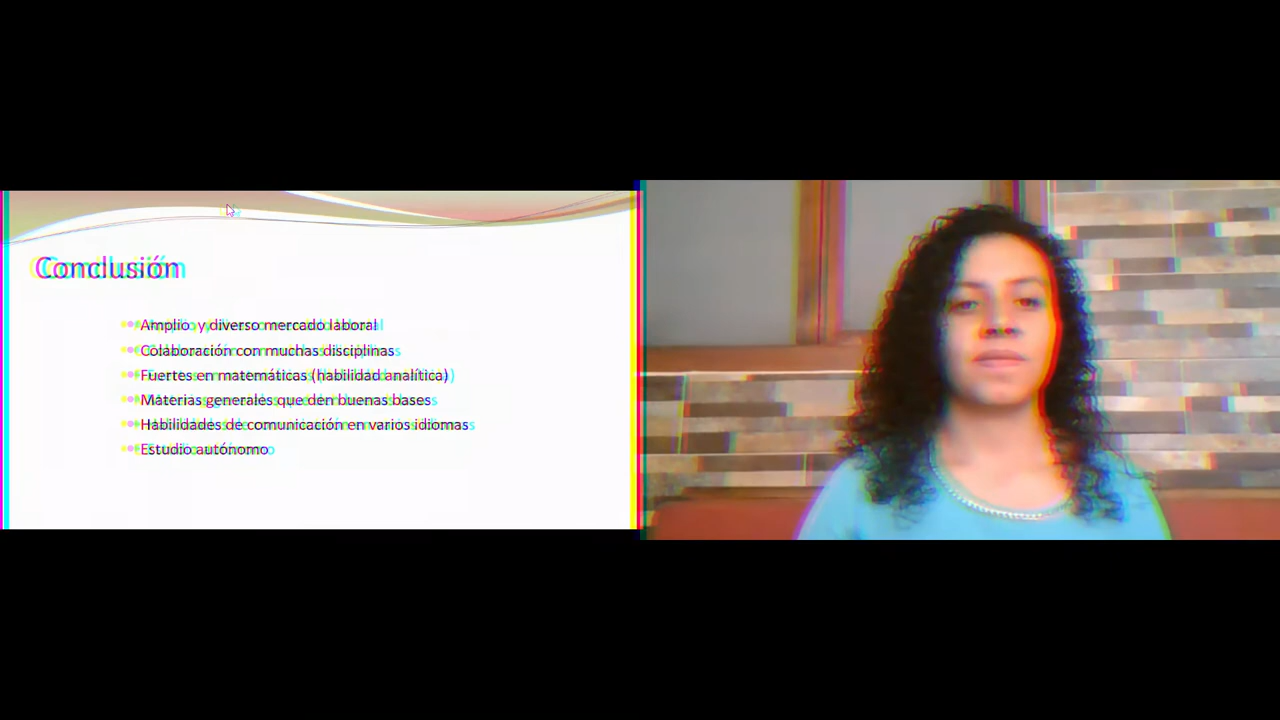 Conclusión
Amplio y diverso mercado laboral
Colaboración con muchas disciplinas
Fuertes en matemáticas (habilidad analítica)
Materias generales que den buenas bases
Habilidades de comunicación en varios idiomas
Estudio autónomo